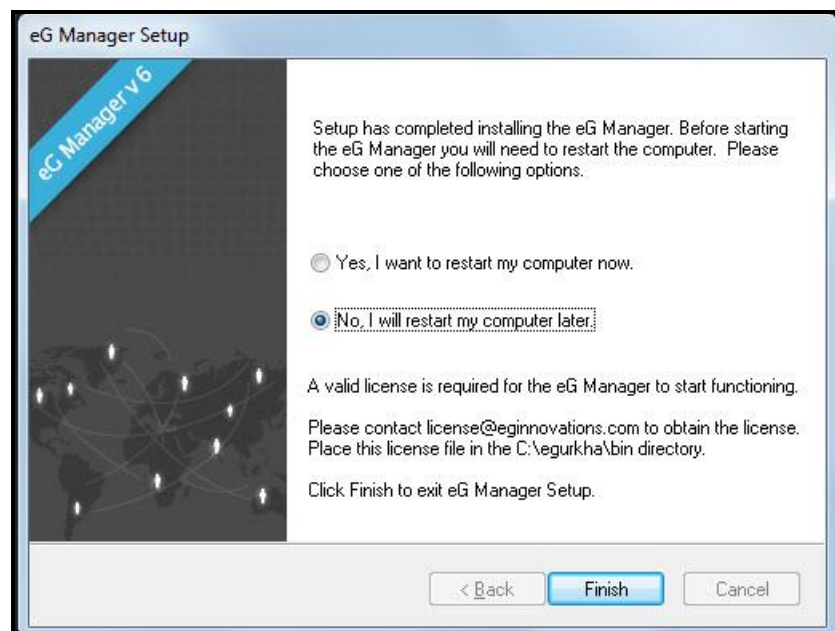 eG Manager Setup
eG Manager v 6
Setup has completed installing the eG Manager. Before starting
the eG Manager you will need to restart the computer. Please
choose one of the following options.
Yes, I want to restart my computer now.
No, I will restart my computer later.
A valid license is required for the eG Manager to start functioning.
Please contact license@eginnovations.com to obtain the license.
Place this license file in the C:\egurkha\bin directory.
Click Finish to exit eG Manager Setup.
< Back
Finish
Cancel